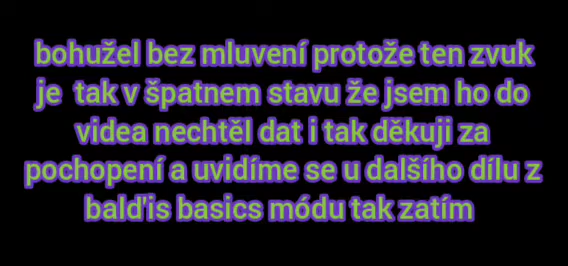 bohužel bez mluvení protože ten zvuk
je tak v špatnem stavu že jsem ho do
videa nechtěl dat i tak děkuji za
pochopení a uvidíme se u dalšího dílu z
bald'is basics módu tak zatím